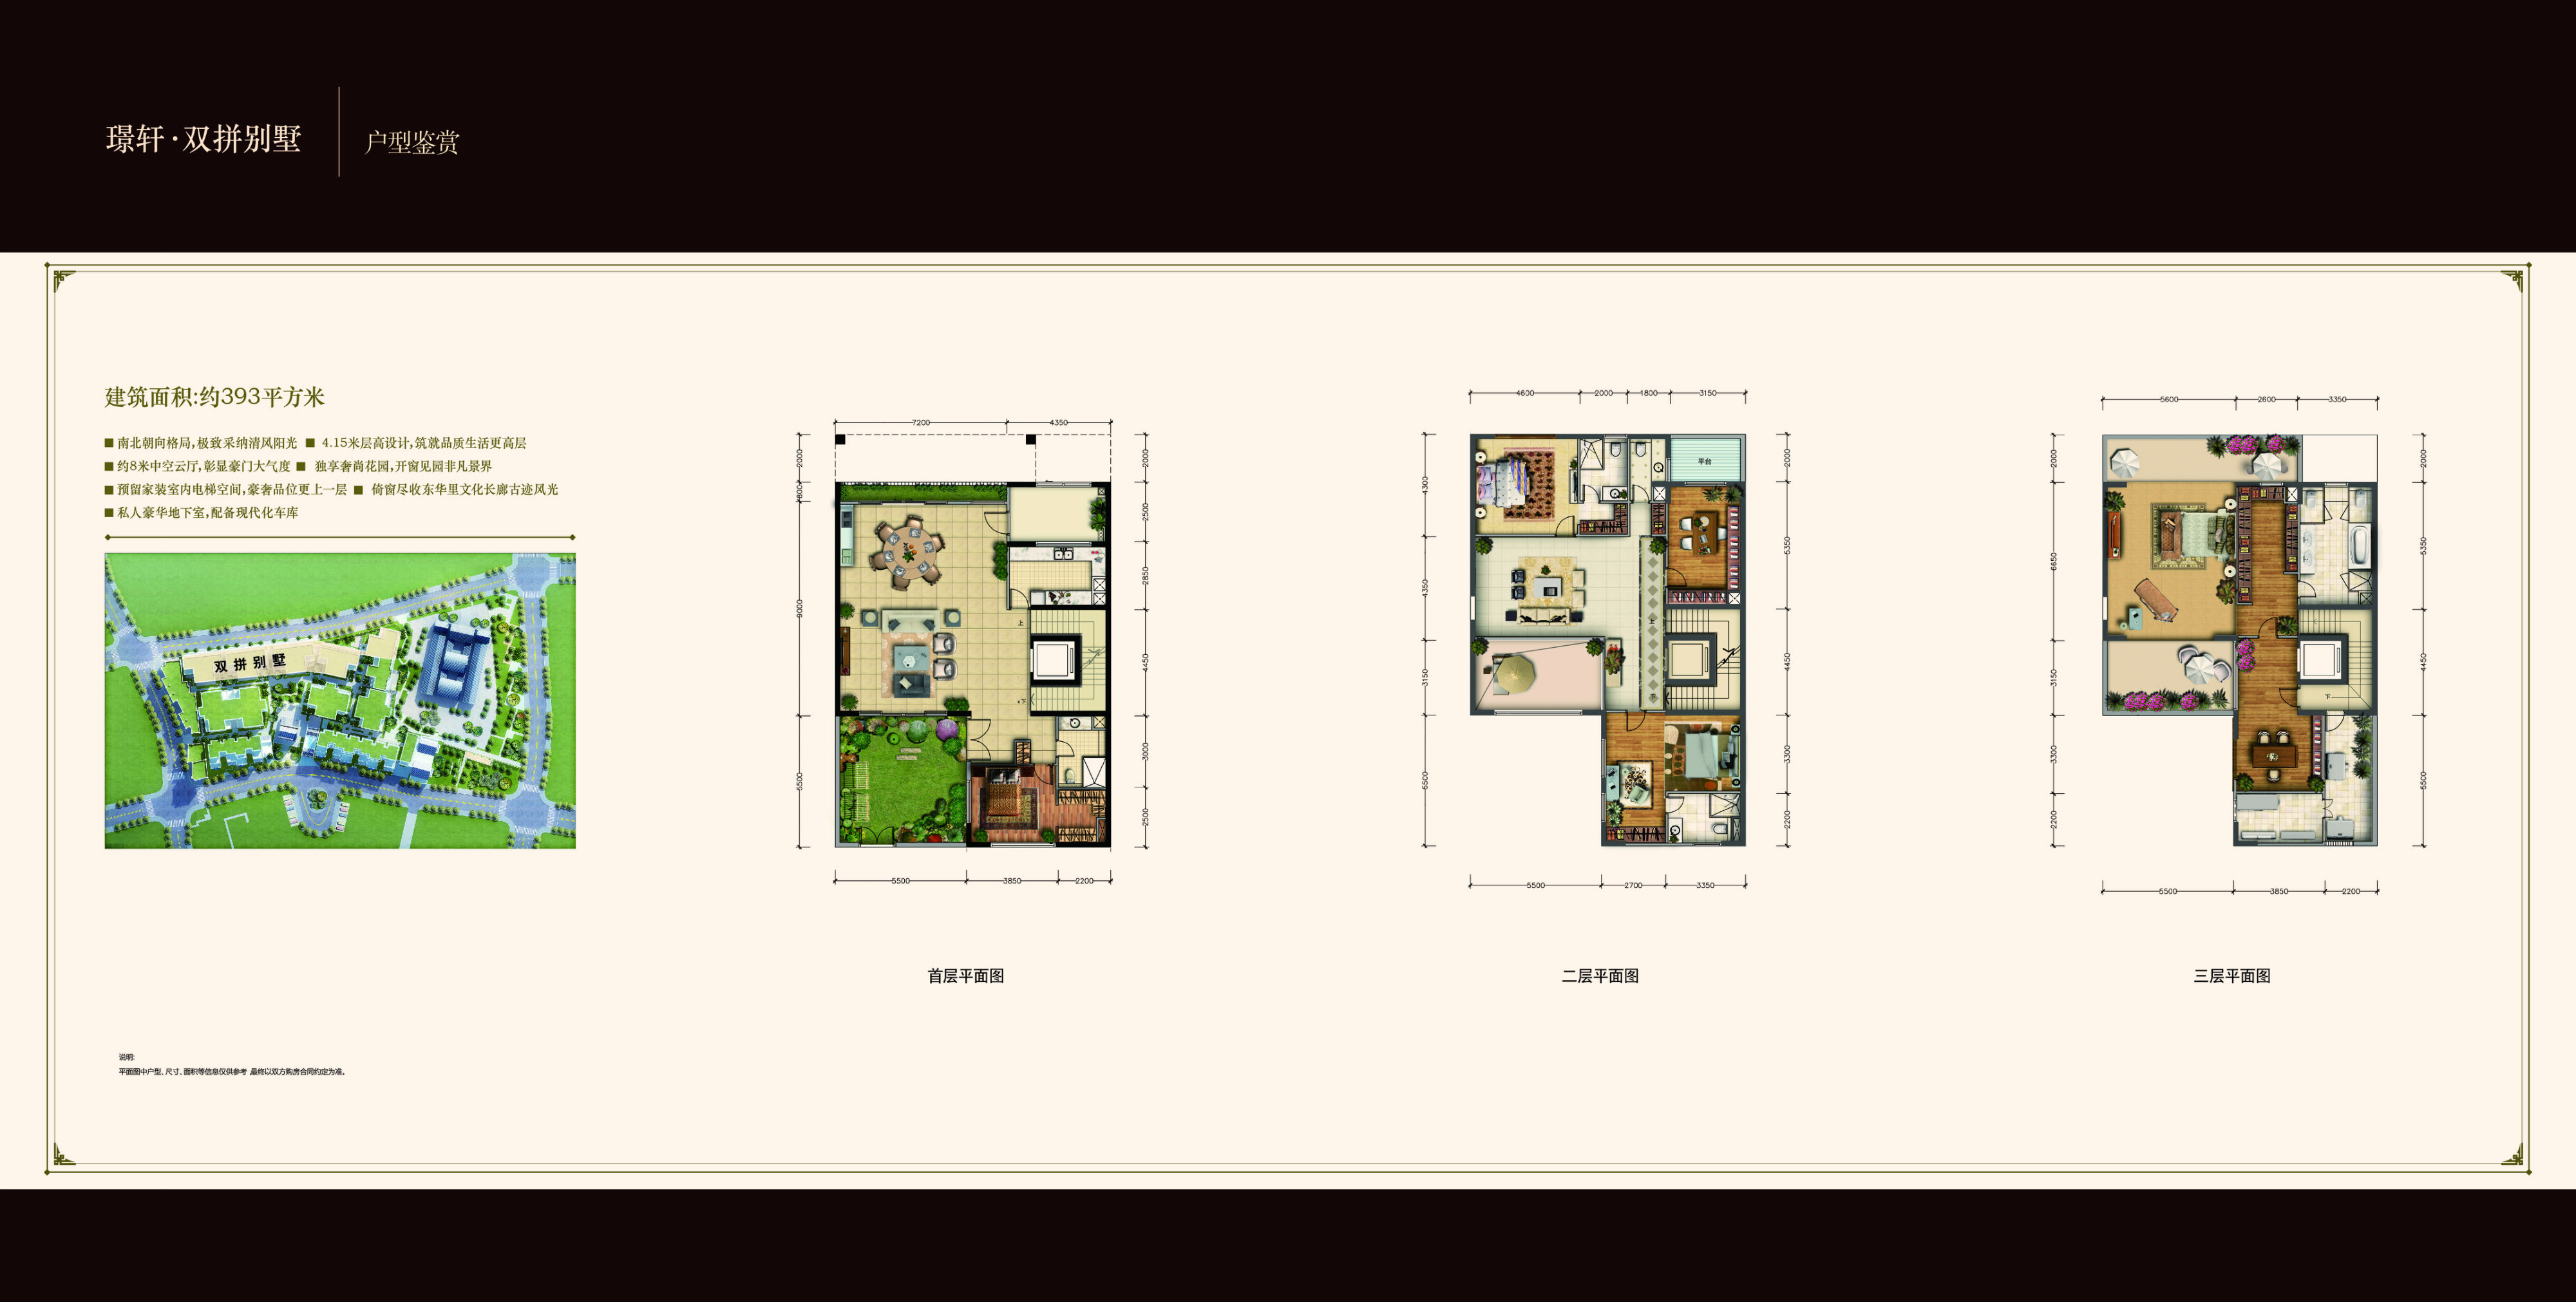 璟轩·双拼别墅
户型鉴赏
建筑面积:约393平方米
■ 南北朝向格局,极致采纳清风阳光 ■ 4.15米层高设计,筑就品质生活更高层
■ 约8米中空云厅,彰显豪门大气度 ■ 独享奢尚花园,开窗见园非凡景界
■ 预留家装室内电梯空间,豪奢品位更上一层 ■ 倚窗尽收东华里文化长廊古迹风光
■ 私人豪华地下室,配备现代化车库
双拼别墅
7200 4350
2000 800 9000 5500
2000 2500 2850 4450 3000 2500
上
下
5500 3850 2200
首层平面图
4600 2000 1800 3150
4300 4350 3150 5500
2000 5350 4450 3300 2200
平台
上
下
5500 2700 3350
二层平面图
5600 2600 3350
2000 6650 3150 3300 2200
2000 5350 4450 5500
下
5500 3850 2200
三层平面图
说明:
平面图中户型、尺寸、面积等信息仅供参考,最终以双方购房合同约定为准。